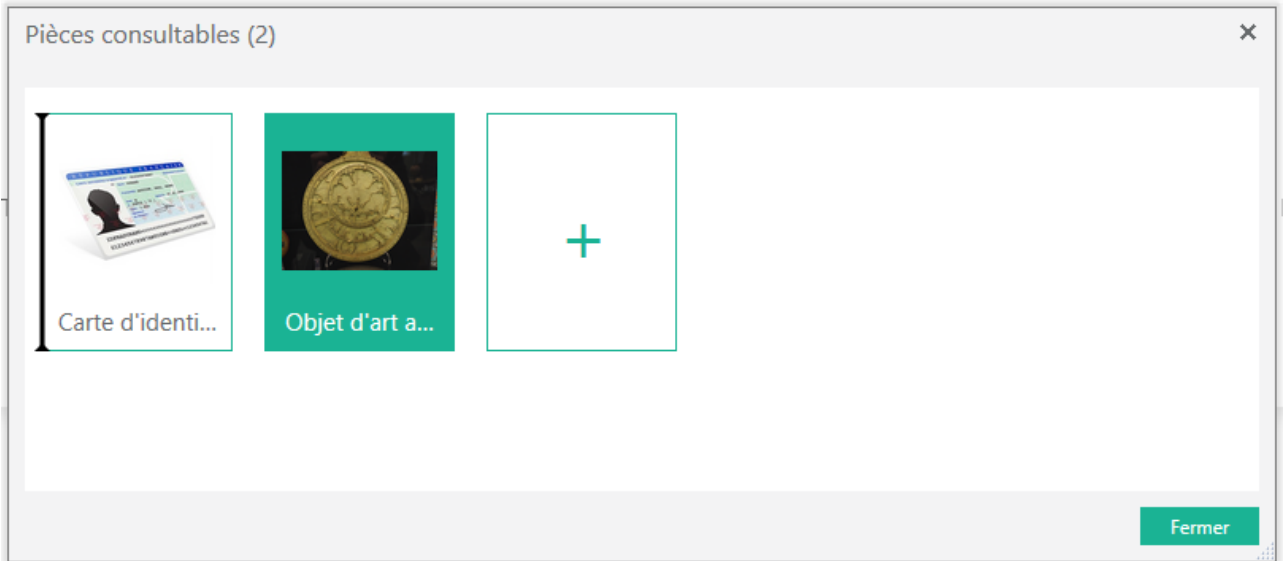 Pièces consultables (2)
Carte d'identi...
Objet d'art a...
Fermer